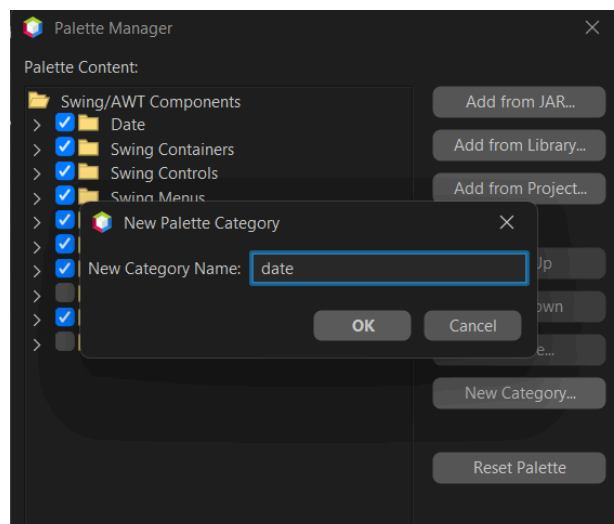 Palette Manager
Palette Content:
Swing/AWT Components
Date
Swing Containers
Swing Controls
Swing Menus
Add from JAR...
Add from Library...
Add from Project...
New Palette Category
New Category Name: date
OK Cancel
New Category...
Reset Palette